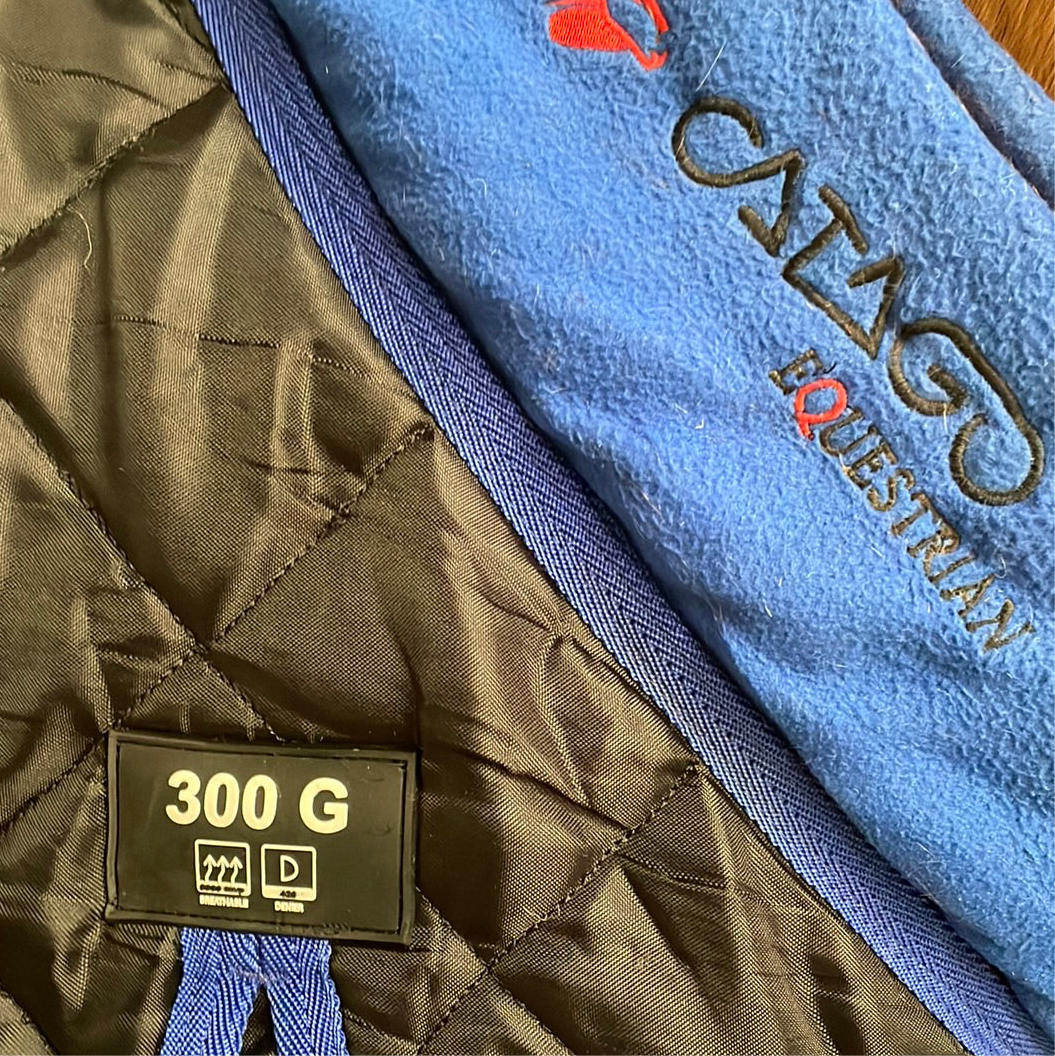 CATAGO
EQUESTRIAN
300 G
D
BREATHABLE
DENIER